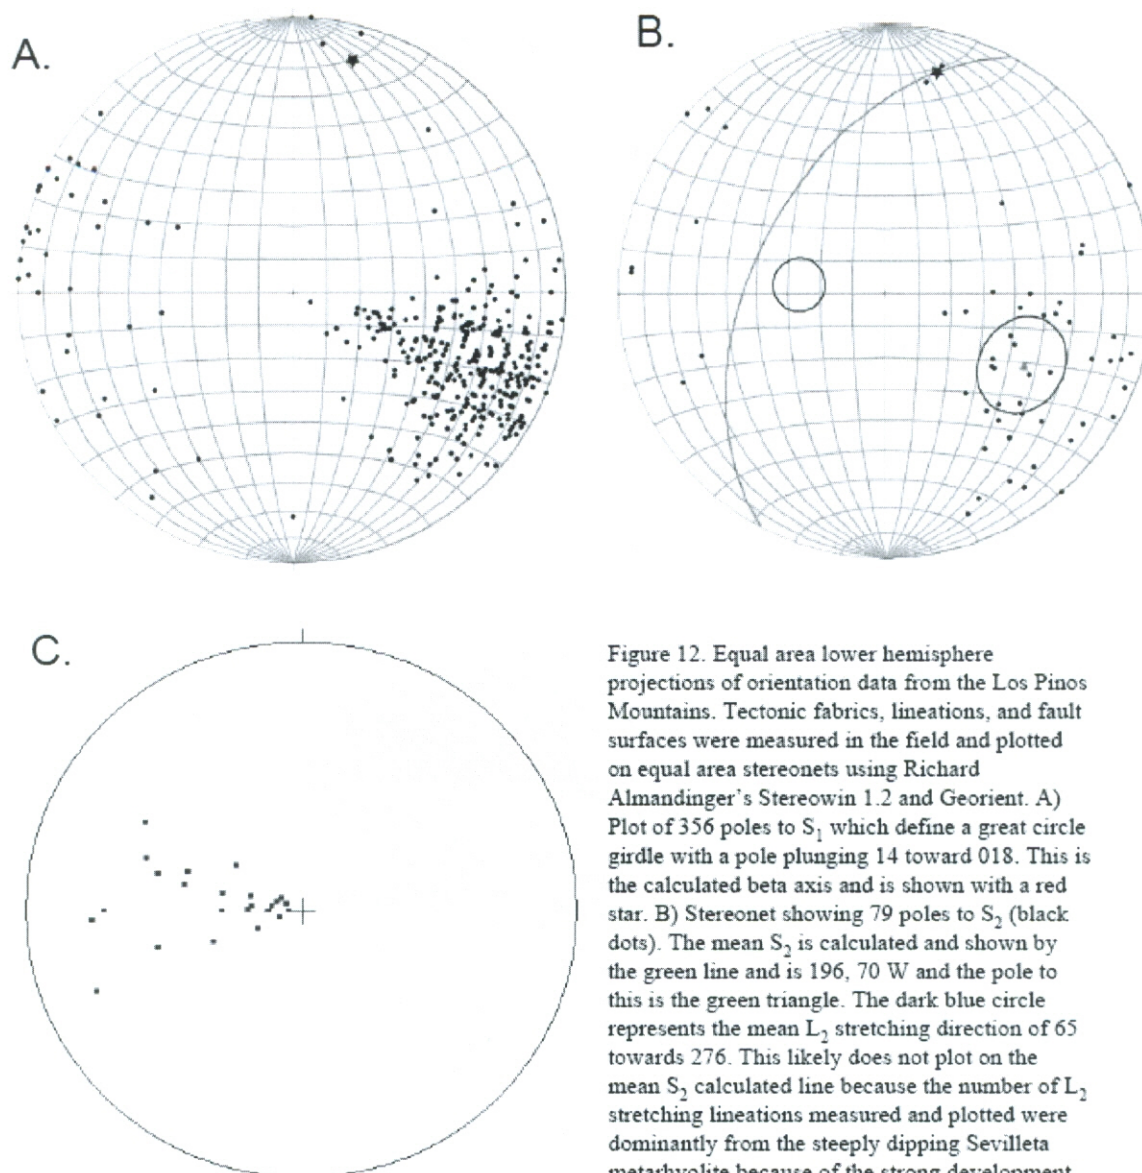 A.
B.
C.
Figure 12. Equal area lower hemisphere
projections of orientation data from the Los Pinos
Mountains. Tectonic fabrics, lineations, and fault
surfaces were measured in the field and plotted
on equal area stereonets using Richard
Almandinger's Stereowin 1.2 and Georient. A)
Plot of 356 poles to S₁ which define a great circle
girdle with a pole plunging 14 toward 018. This is
the calculated beta axis and is shown with a red
star. B) Stereonet showing 79 poles to S₂ (black
dots). The mean S₂ is calculated and shown by
the green line and is 196, 70 W and the pole to
this is the green triangle. The dark blue circle
represents the mean L₂ stretching direction of 65
towards 276. This likely does not plot on the
mean S₂ calculated line because the number of L₂
stretching lineations measured and plotted were
dominantly from the steeply dipping Sevilleta
metarhyolite because of the strong development